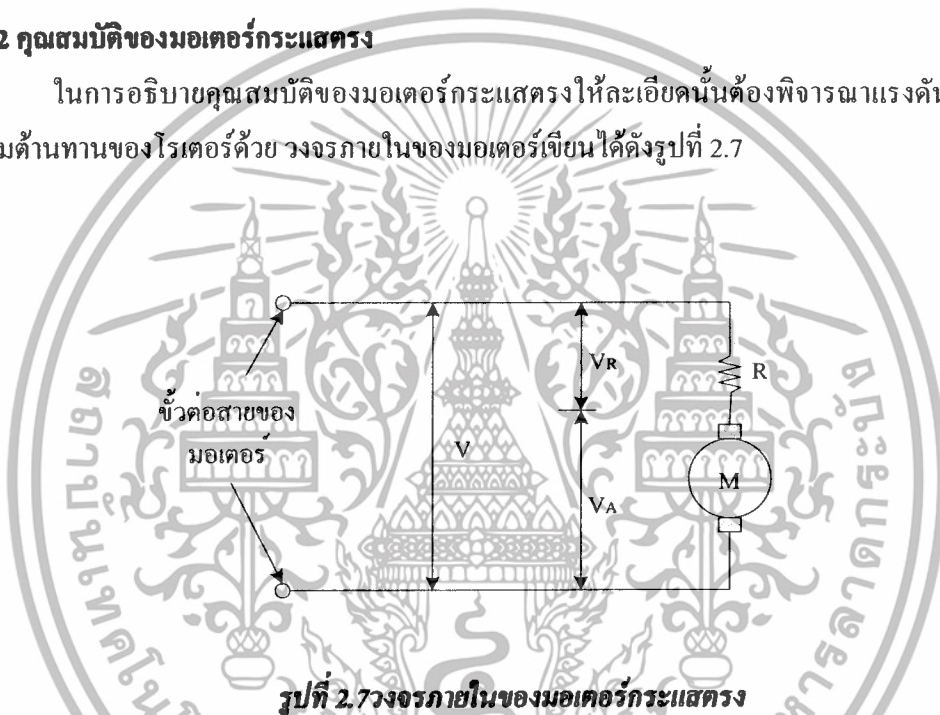 2 คุณสมบัติของมอเตอร์กระแสตรง
ในการอธิบายคุณสมบัติของมอเตอร์กระแสตรงให้ละเอียดนั้นต้องพิจารณาแรงดัน
มต้านทานของโรเตอร์ด้วย วงจรภายในของมอเตอร์เขียนได้ดังรูปที่ 2.7
ขั้วต่อสายของ
มอเตอร์
V
VR
VA
R
M
รูปที่ 2.7วงจรภายในของมอเตอร์กระแสตรง